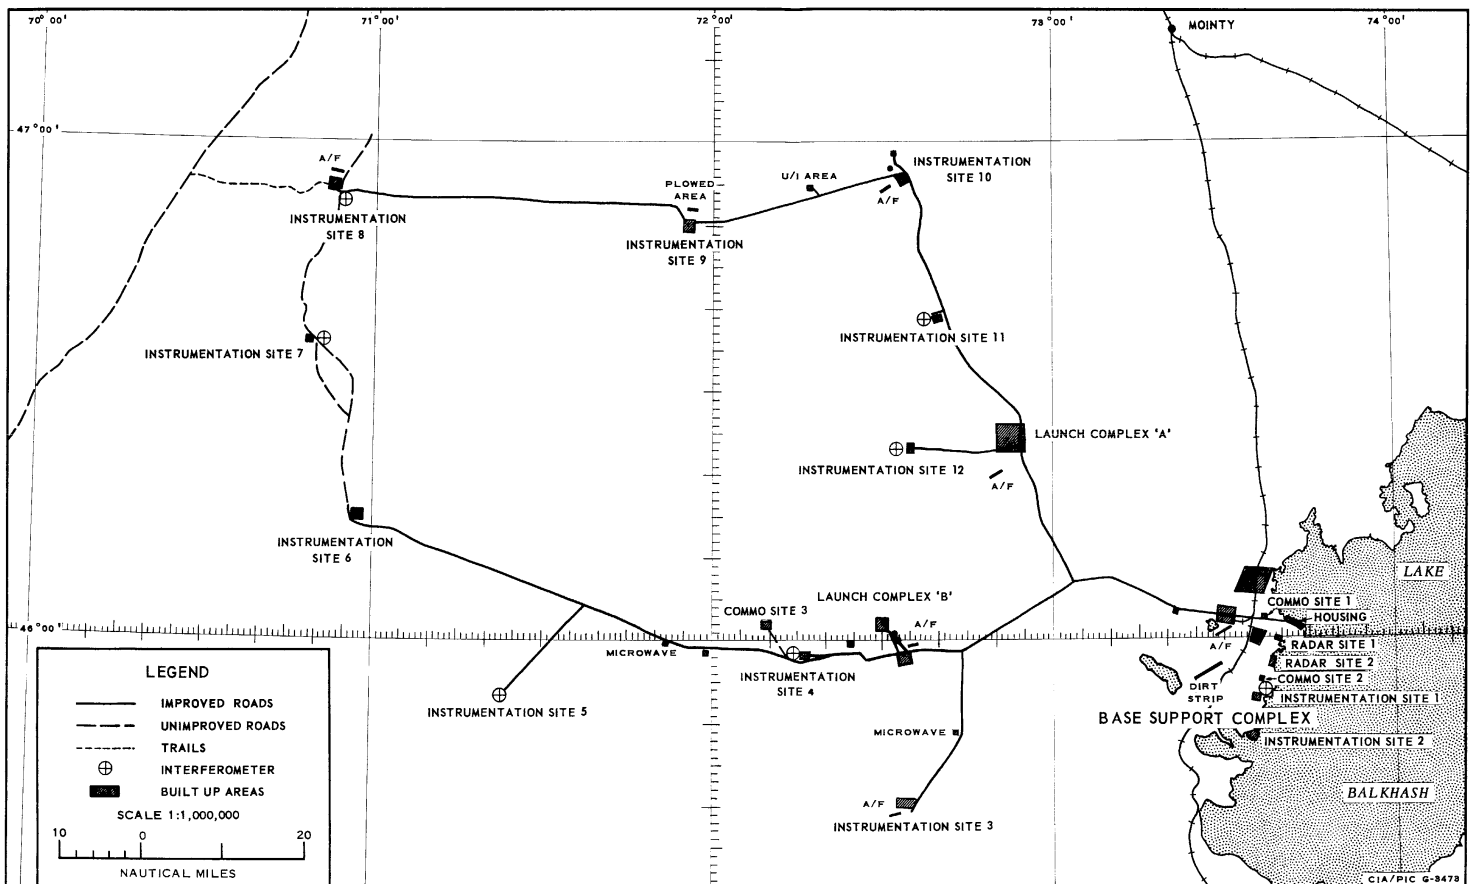 70°00'
71°00'
72°00'
73°00'
74°00'
MOINTY
47°00'
A/F
INSTRUMENTATION
SITE 8
PLOWED
AREA
INSTRUMENTATION
SITE 9
U/I AREA
INSTRUMENTATION
SITE 10
A/F
INSTRUMENTATION SITE 7
INSTRUMENTATION SITE 11
LAUNCH COMPLEX 'A'
INSTRUMENTATION SITE 12
A/F
INSTRUMENTATION
SITE 6
LAUNCH COMPLEX 'B'
COMMO SITE 3
A/F
46°00'
MICROWAVE
INSTRUMENTATION
SITE 4
INSTRUMENTATION SITE 5
MICROWAVE
A/F
INSTRUMENTATION SITE 3
LAKE
COMMO SITE 1
HOUSING
A/F
RADAR SITE 1
RADAR SITE 2
COMMO SITE 2
DIRT
STRIP
INSTRUMENTATION SITE 1
BASE SUPPORT COMPLEX
INSTRUMENTATION SITE 2
BALKHASH
LEGEND
IMPROVED ROADS
UNIMPROVED ROADS
TRAILS
INTERFEROMETER
BUILT UP AREAS
SCALE 1:1,000,000
10 0 20
NAUTICAL MILES
CIA/PIC G-3473